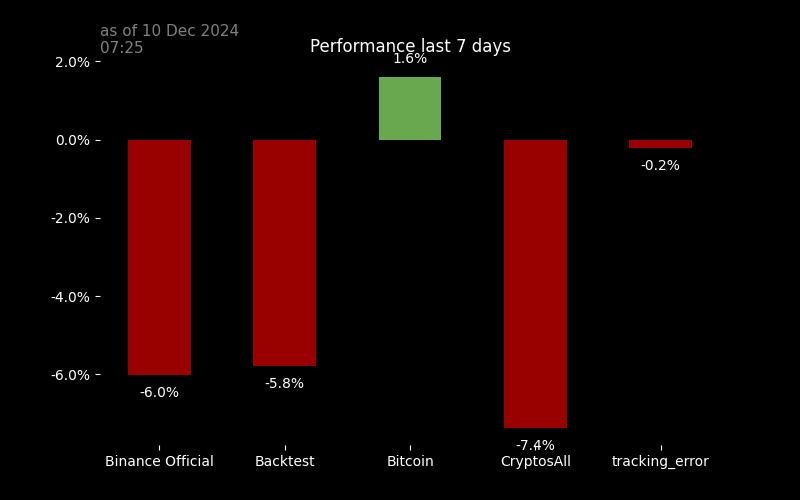 as of 10 Dec 2024
07:25
Performance last 7 days
2.0%
0.0%
-2.0%
-4.0%
-6.0%
1.6%
-6.0%
-5.8%
-7.4%
-0.2%
Binance Official
Backtest
Bitcoin
CryptosAll
tracking_error